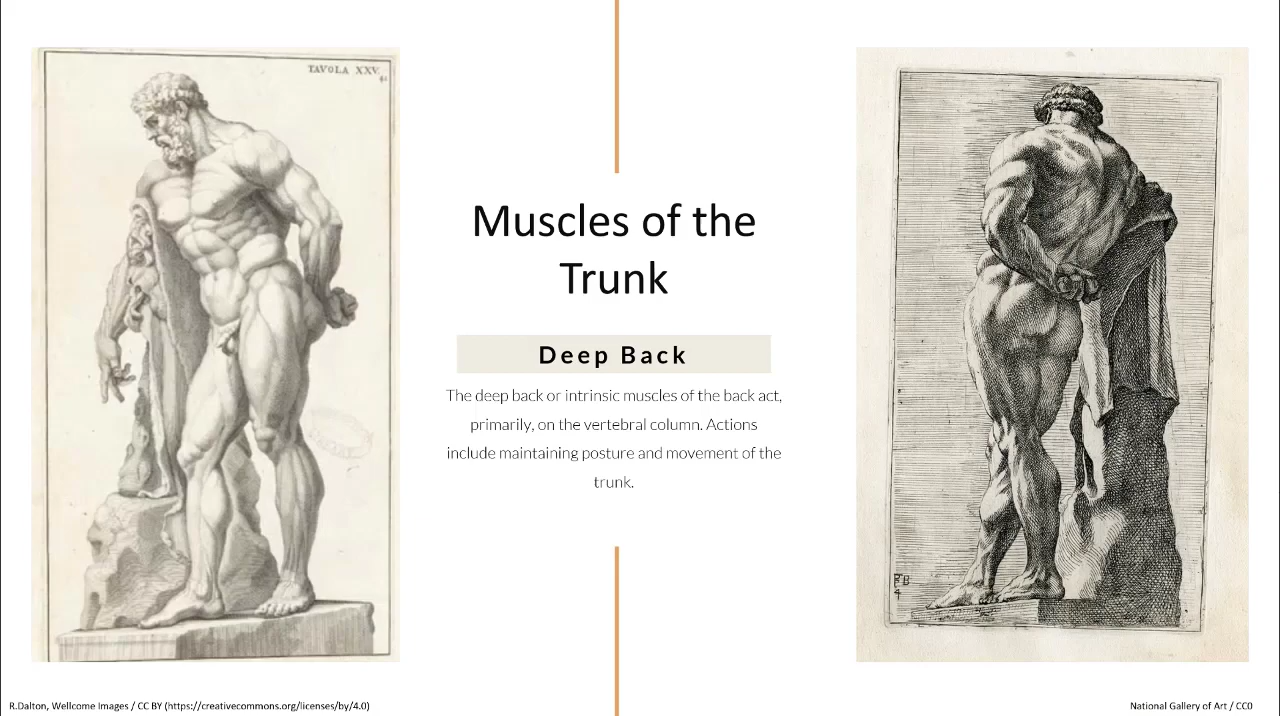 TAVOLA XXV.
Muscles of the
Trunk
Deep Back
The deep back or intrinsic muscles of the back act,
primarily, on the vertebral column. Actions
include maintaining posture and movement of the
trunk.
R.Dalton, Wellcome Images / CC BY (https://creativecommons.org/licenses/by/4.0)
National Gallery of Art / CC0